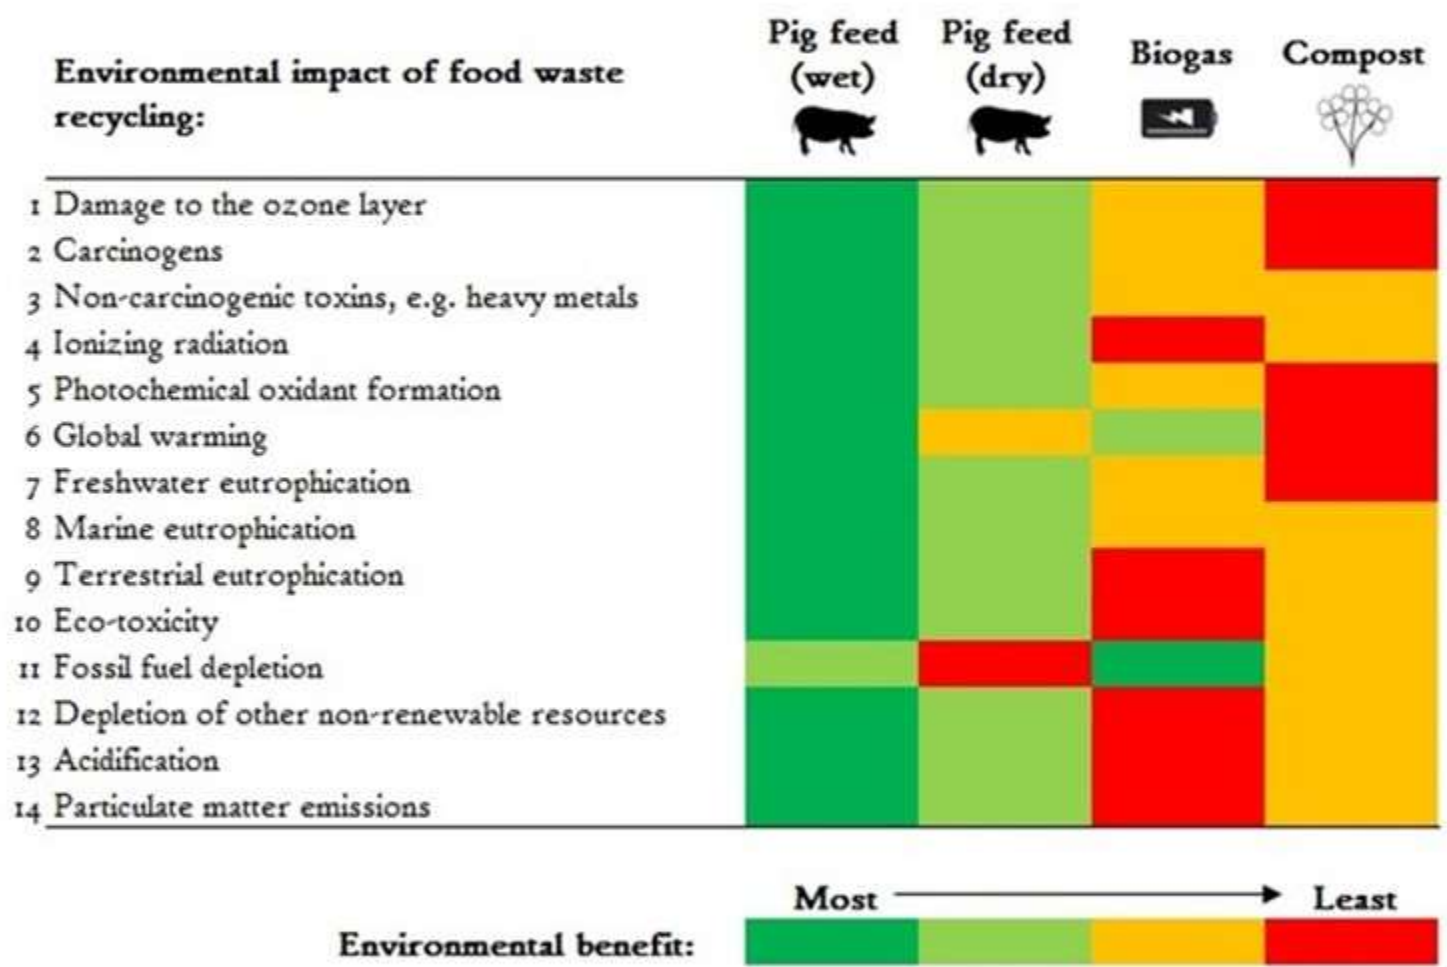 Pig feed (wet)
Pig feed (dry)
Biogas
Compost
Environmental impact of food waste
recycling:
1 Damage to the ozone layer
2 Carcinogens
3 Non-carcinogenic toxins, e.g. heavy metals
4 Ionizing radiation
5 Photochemical oxidant formation
6 Global warming
7 Freshwater eutrophication
8 Marine eutrophication
9 Terrestrial eutrophication
10 Eco-toxicity
11 Fossil fuel depletion
12 Depletion of other non-renewable resources
13 Acidification
14 Particulate matter emissions
Most Least
Environmental benefit: